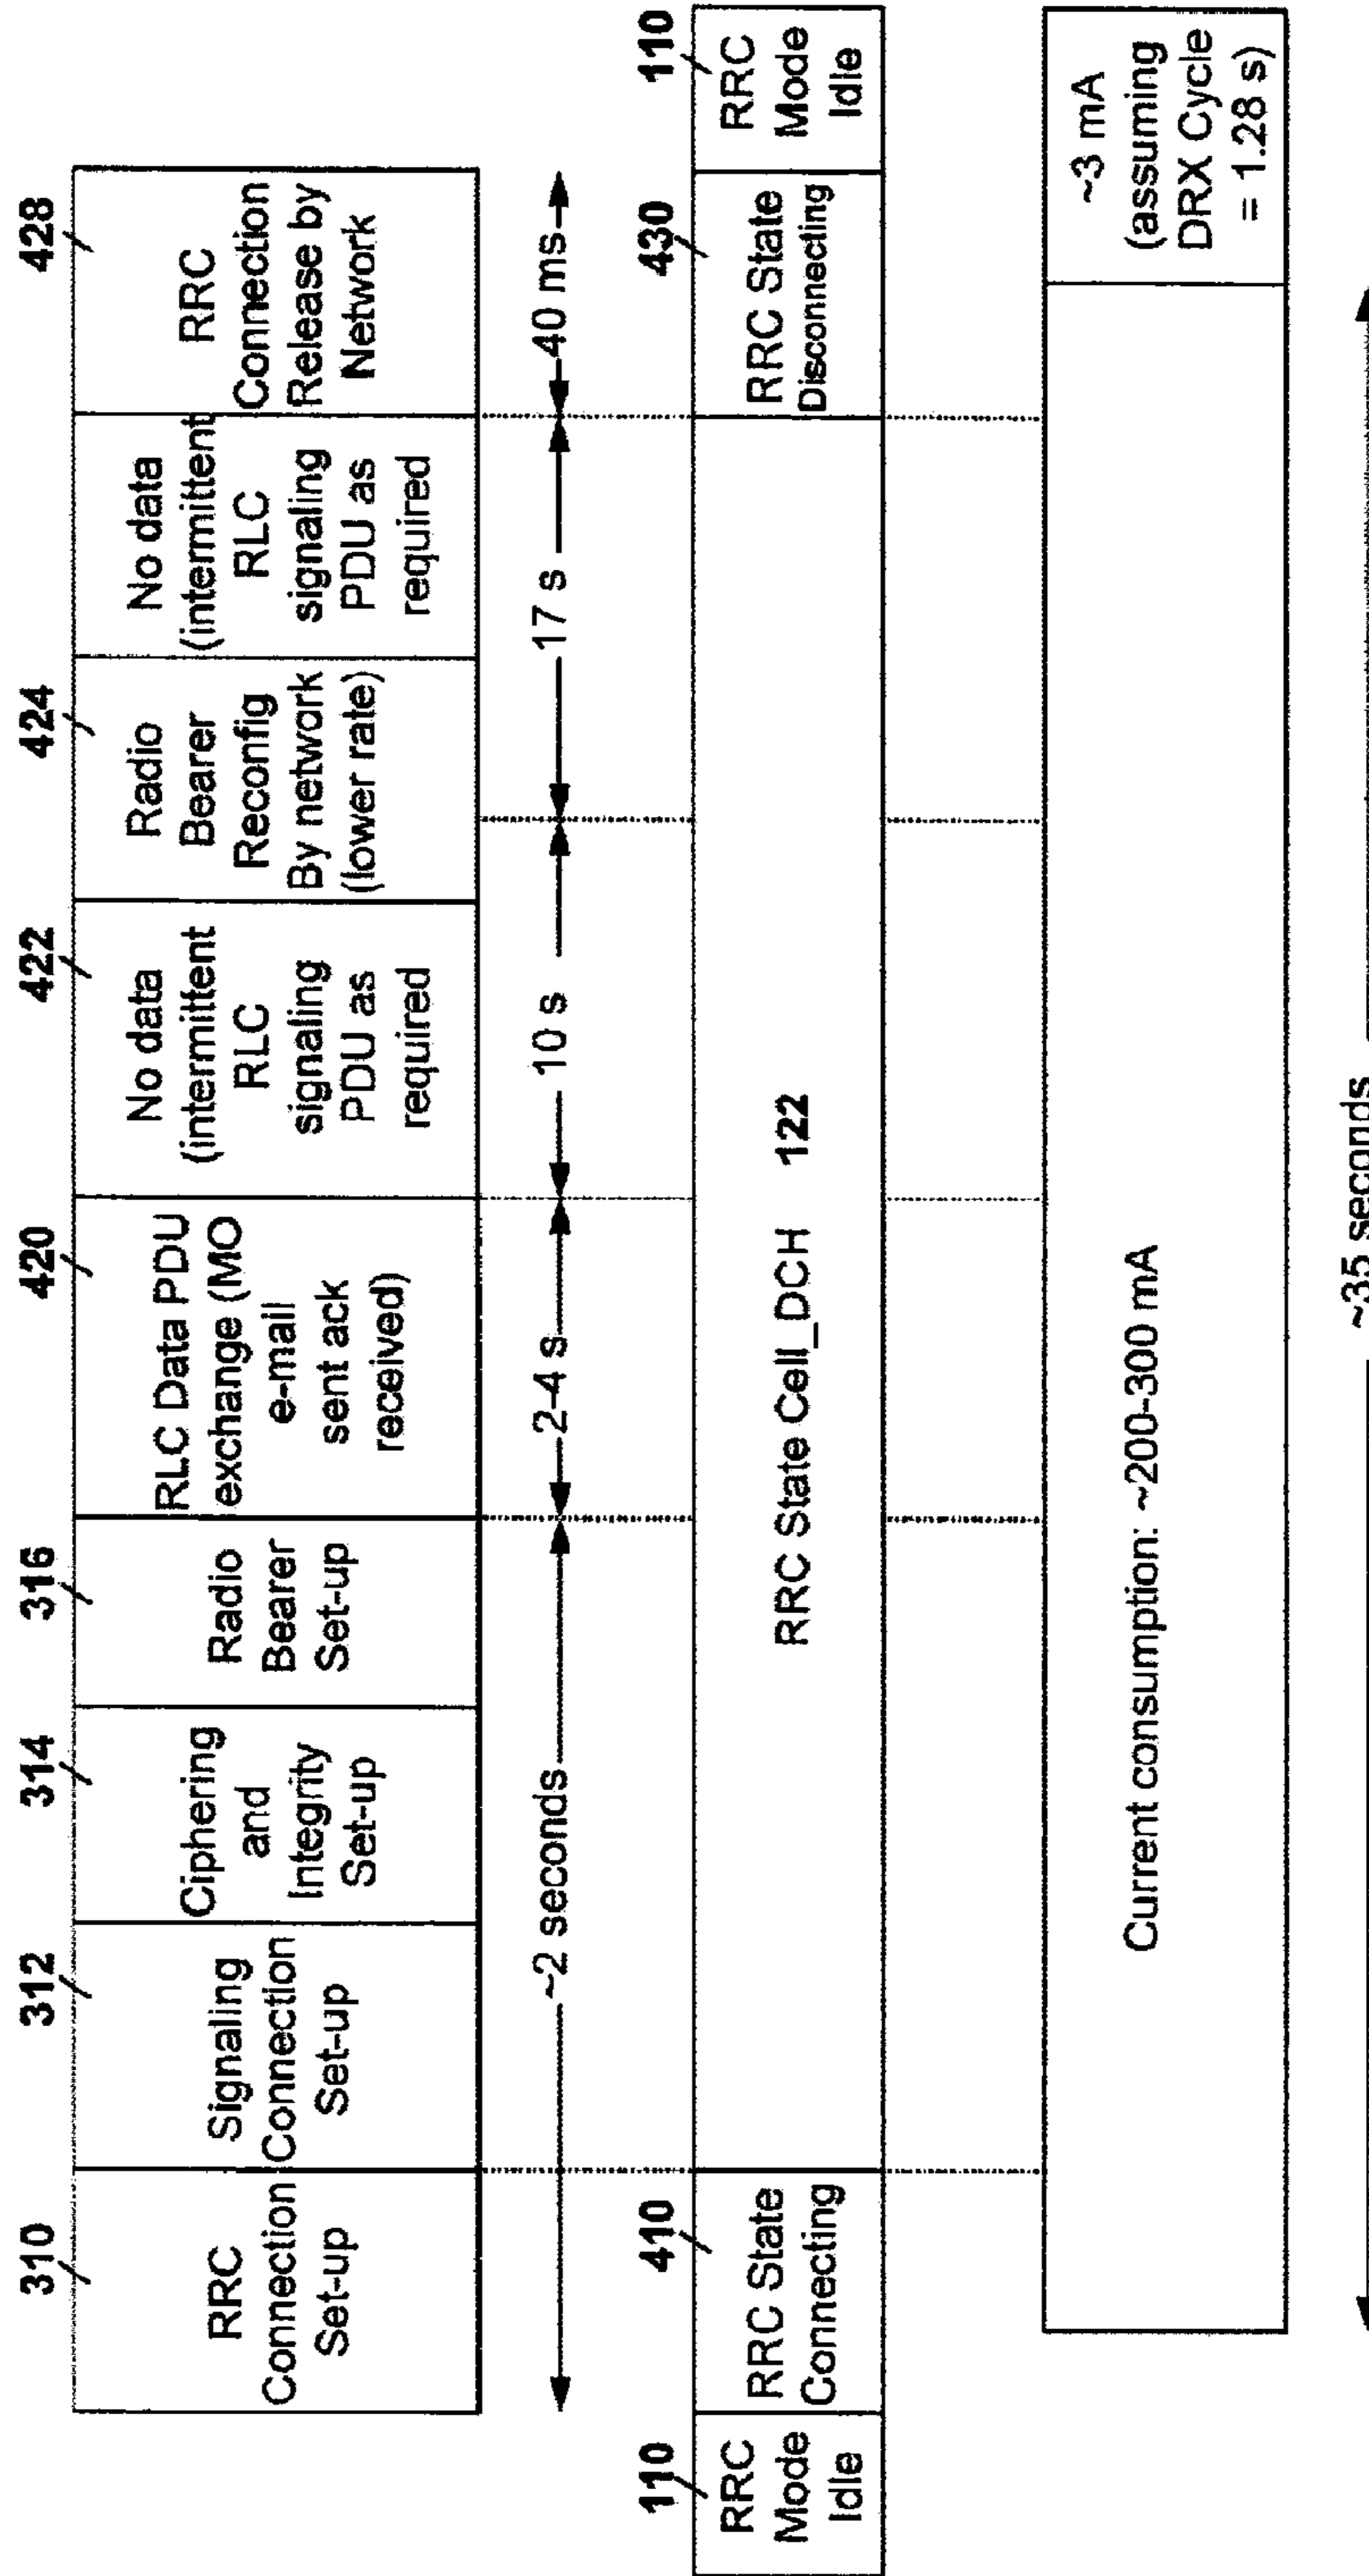 310
RRC
Connection
Set-up
312
Signaling
Connection
Set-up
314
Ciphering
and
Integrity
Set-up
316
Radio
Bearer
Set-up
420
RLC Data PDU
exchange (MO
e-mail
sent ack
received)
422
No data
(intermittent
RLC
signaling
PDU as
required
424
Radio
Bearer
Reconfig
By network
(lower rate)
No data
(intermittent
RLC
signaling
PDU as
required
428
RRC
Connection
Release by
Network
~2 seconds
2-4 s
10 s
17 s
40 ms
110
RRC
Mode
Idle
410
RRC State
Connecting
RRC State Cell_DCH 122
430
RRC State
Disconnecting
110
RRC
Mode
Idle
Current consumption: ~200-300 mA
~3 mA
(assuming
DRX Cycle
= 1.28 s)
~35 seconds